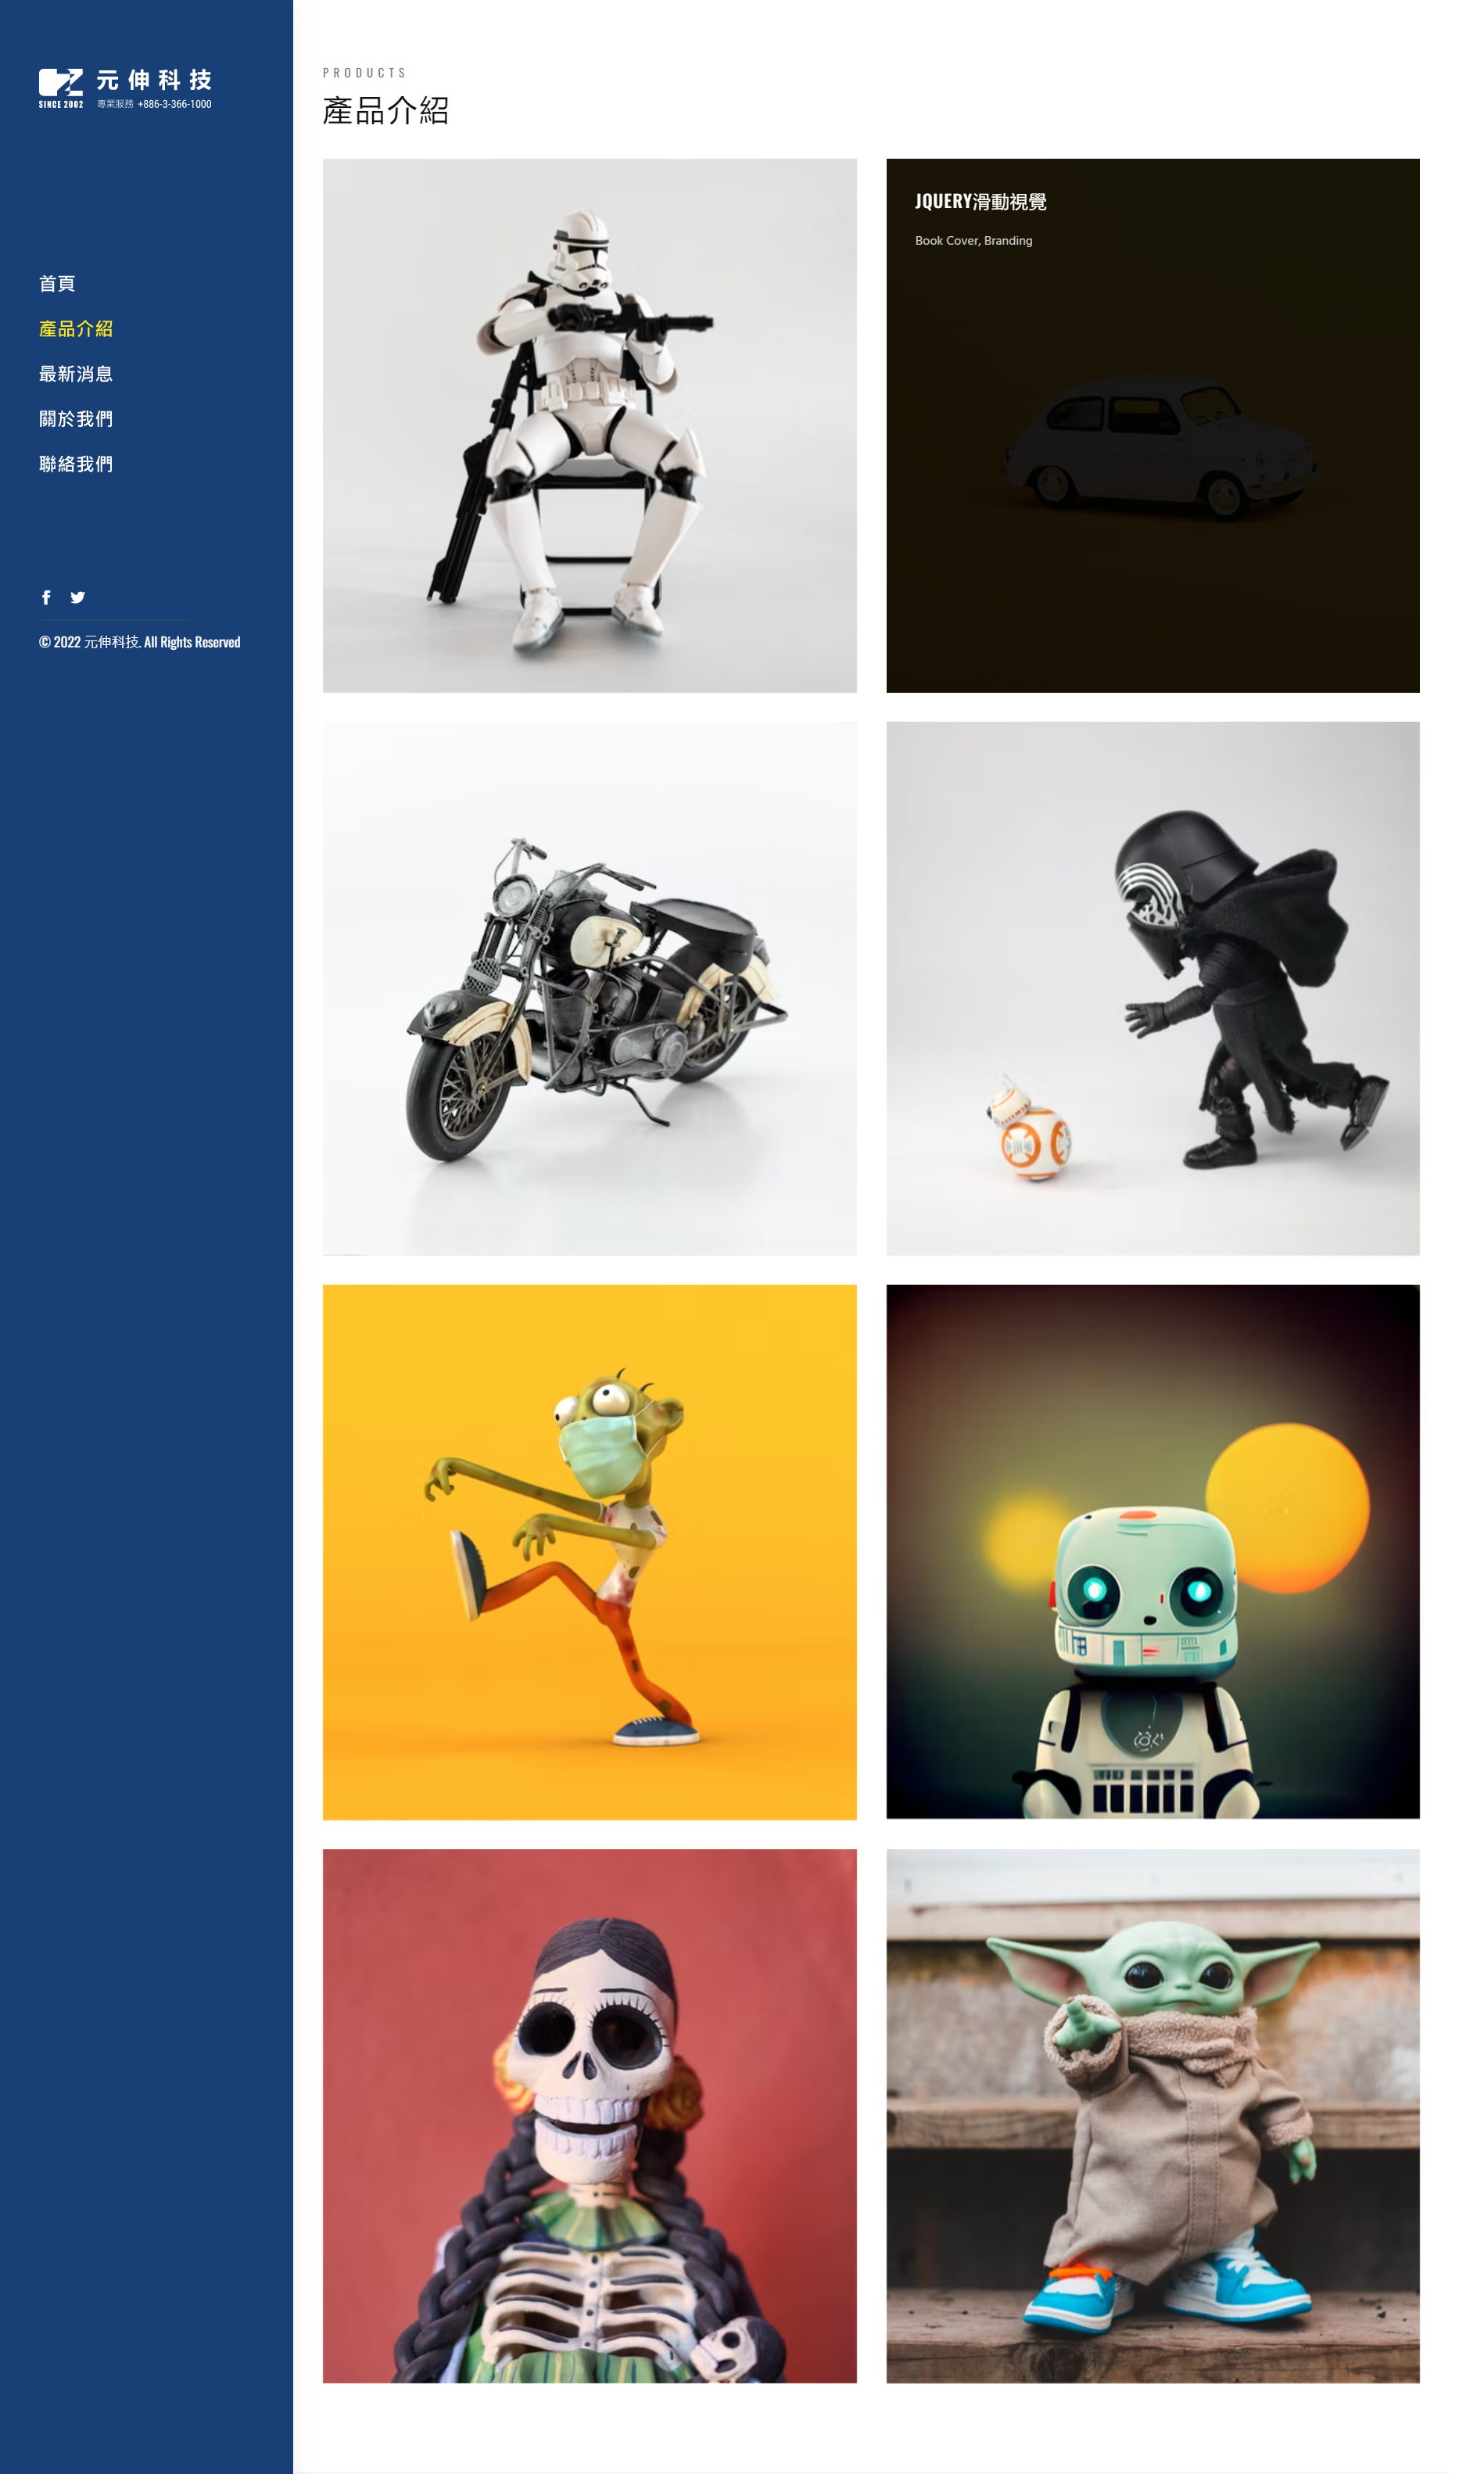 元伸科技
SINCE 2002
專業服務 +886-3-366-1000
首頁
產品介紹
最新消息
關於我們
聯絡我們
© 2022 元伸科技. All Rights Reserved
PRODUCTS
產品介紹
JQUERY滑動視覺
Book Cover, Branding